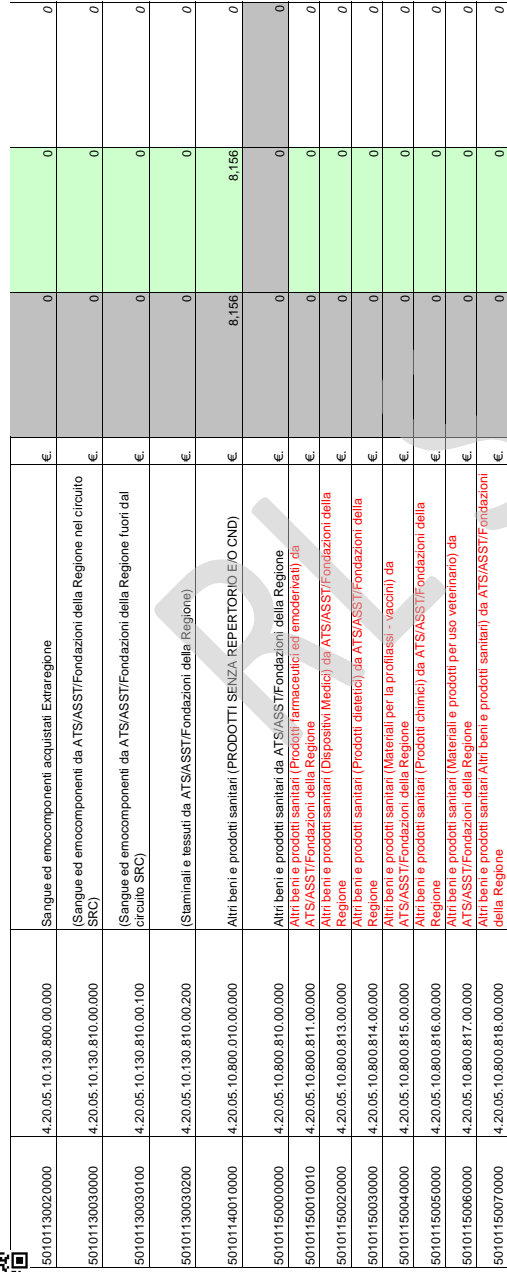 50101130020000 4.20.05.10.130.800.00.000 Sangue ed emocomponenti acquistati Extraregione €. 0 0 0
50101130030000 4.20.05.10.130.810.00.000 (Sangue ed emocomponenti da ATS/ASST/Fondazioni della Regione nel circuito
SRC) €. 0 0 0
50101130030100 4.20.05.10.130.810.00.100 (Sangue ed emocomponenti da ATS/ASST/Fondazioni della Regione fuori dal
circuito SRC) €. 0 0 0
50101130030200 4.20.05.10.130.810.00.200 (Staminali e tessuti da ATS/ASST/Fondazioni della Regione) €. 0 0 0
50101140010000 4.20.05.10.800.010.00.000 Altri beni e prodotti sanitari (PRODOTTI SENZA REPERTORIO E/O CND) €. 8,156 8,156 0
50101150000000 4.20.05.10.800.810.00.000 Altri beni e prodotti sanitari da ATS/ASST/Fondazioni della Regione €. 0 0 0
50101150010010 4.20.05.10.800.811.00.000 Altri beni e prodotti sanitari (Prodotti farmaceutici ed emoderivati) da
ATS/ASST/Fondazioni della Regione €. 0 0 0
50101150020000 4.20.05.10.800.813.00.000 Altri beni e prodotti sanitari (Dispositivi Medici) da ATS/ASST/Fondazioni della
Regione €. 0 0 0
50101150030000 4.20.05.10.800.814.00.000 Altri beni e prodotti sanitari (Prodotti dietetici) da ATS/ASST/Fondazioni della
Regione €. 0 0 0
50101150040000 4.20.05.10.800.815.00.000 Altri beni e prodotti sanitari (Materiali per la profilassi - vaccini) da
ATS/ASST/Fondazioni della Regione €. 0 0 0
50101150050000 4.20.05.10.800.816.00.000 Altri beni e prodotti sanitari (Prodotti chimici) da ATS/ASST/Fondazioni della
Regione €. 0 0 0
50101150060000 4.20.05.10.800.817.00.000 Altri beni e prodotti sanitari (Materiali e prodotti per uso veterinario) da
ATS/ASST/Fondazioni della Regione €. 0 0 0
50101150070000 4.20.05.10.800.818.00.000 Altri beni e prodotti sanitari Altri beni e prodotti sanitari) da ATS/ASST/Fondazioni
della Regione €. 0 0 0
RL S